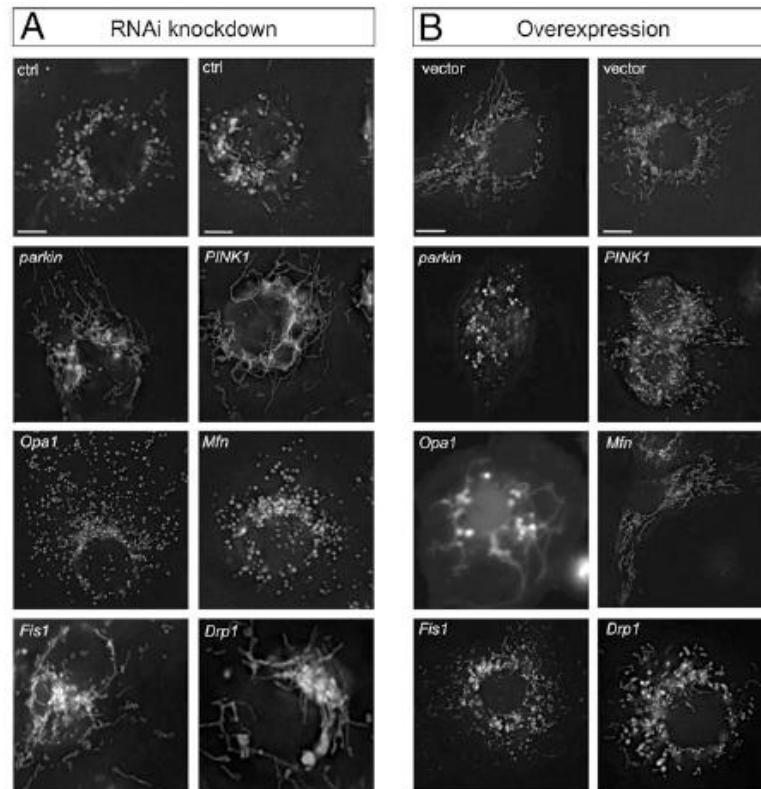 A RNAi knockdown
B Overexpression
ctrl
ctrl
vector
vector
parkin
PINK1
parkin
PINK1
Opa1
Mfn
Opa1
Mfn
Fis1
Drp1
Fis1
Drp1